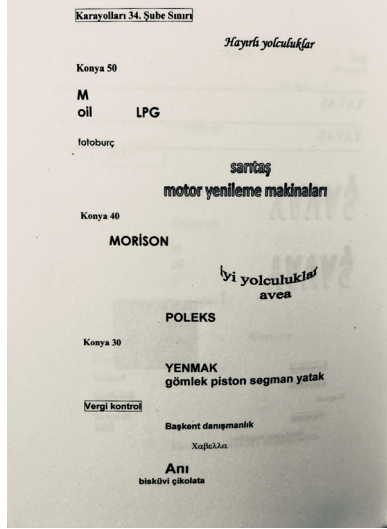 Karayolları 34. Şube Sınırı
Hayırlı yolculuklar
Konya 50
M
oil LPG
fotoburç
sarıtaş
motor yenileme makinaları
Konya 40
MORİSON
iyi yolculuklar
avea
POLEKS
Konya 30
YENMAK
gömlek piston segman yatak
Vergi kontrol
Başkent danışmanlık
Χαβελλα
Anı
bisküvi çikolata